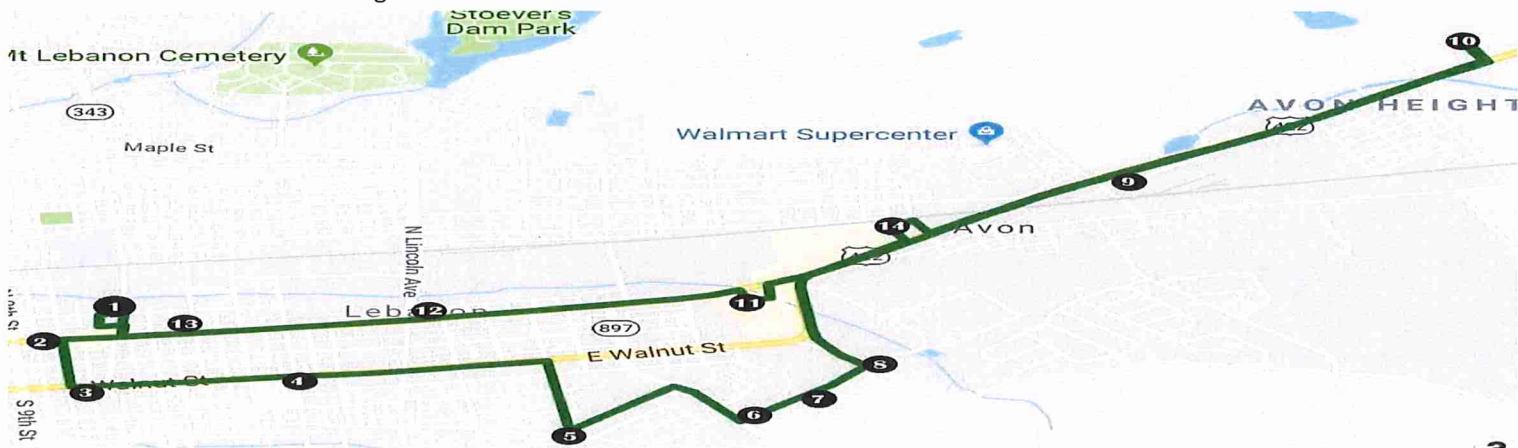 Stoever's
Dam Park
Mt Lebanon Cemetery
10
343
AVON HEIGHT
Walmart Supercenter
Maple St
9
14
Avon
N Lincoln Ave
1
11
12
Lebanon
13
897
2
E Walnut St
8
Walnut St
4
3
7
S 9th St
6
5